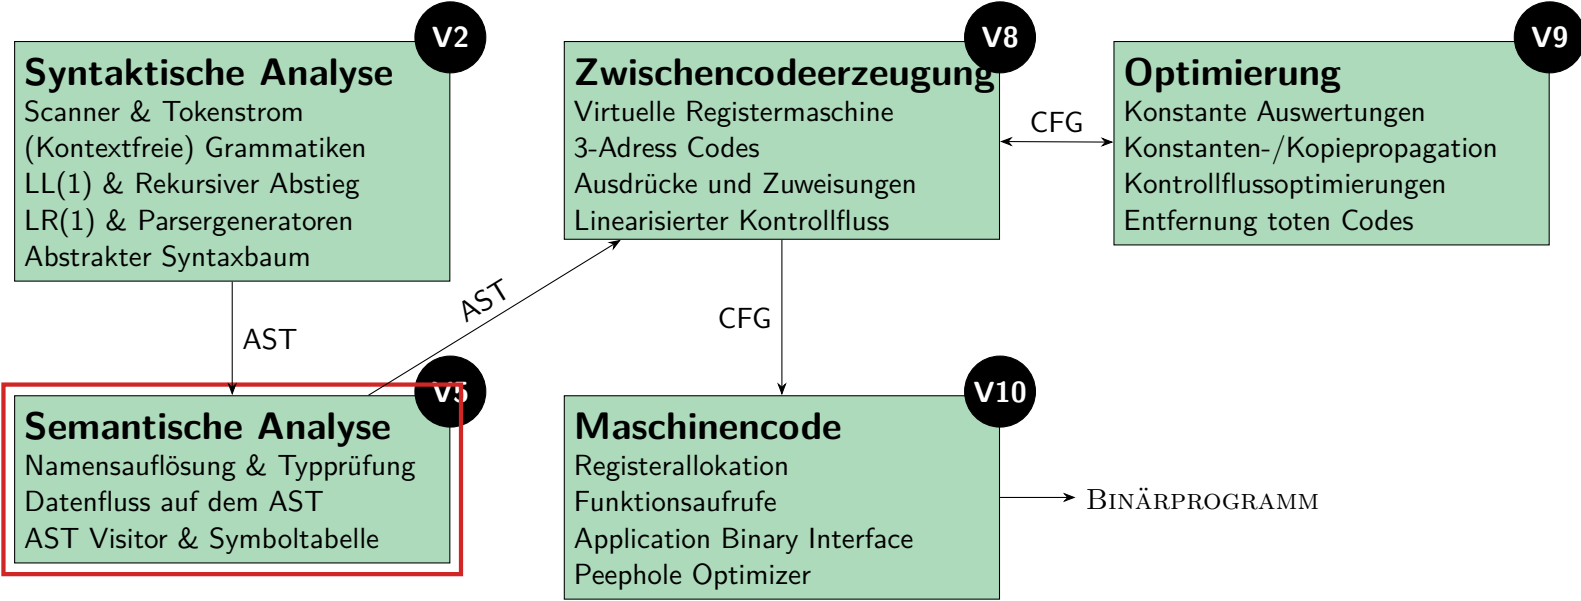 V2
Syntaktische Analyse
Scanner & Tokenstrom
(Kontextfreie) Grammatiken
LL(1) & Rekursiver Abstieg
LR(1) & Parsergeneratoren
Abstrakter Syntaxbaum
V8
Zwischencodeerzeugung
Virtuelle Registermaschine
3-Adress Codes
Ausdrücke und Zuweisungen
Linearisierter Kontrollfluss
CFG
V9
Optimierung
Konstante Auswertungen
Konstanten-/Kopiepropagation
Kontrollflussoptimierungen
Entfernung toten Codes
AST
AST
CFG
V5
Semantische Analyse
Namensauflösung & Typprüfung
Datenfluss auf dem AST
AST Visitor & Symboltabelle
V10
Maschinencode
Registerallokation
Funktionsaufrufe
Application Binary Interface
Peephole Optimizer
BINÄRPROGRAMM